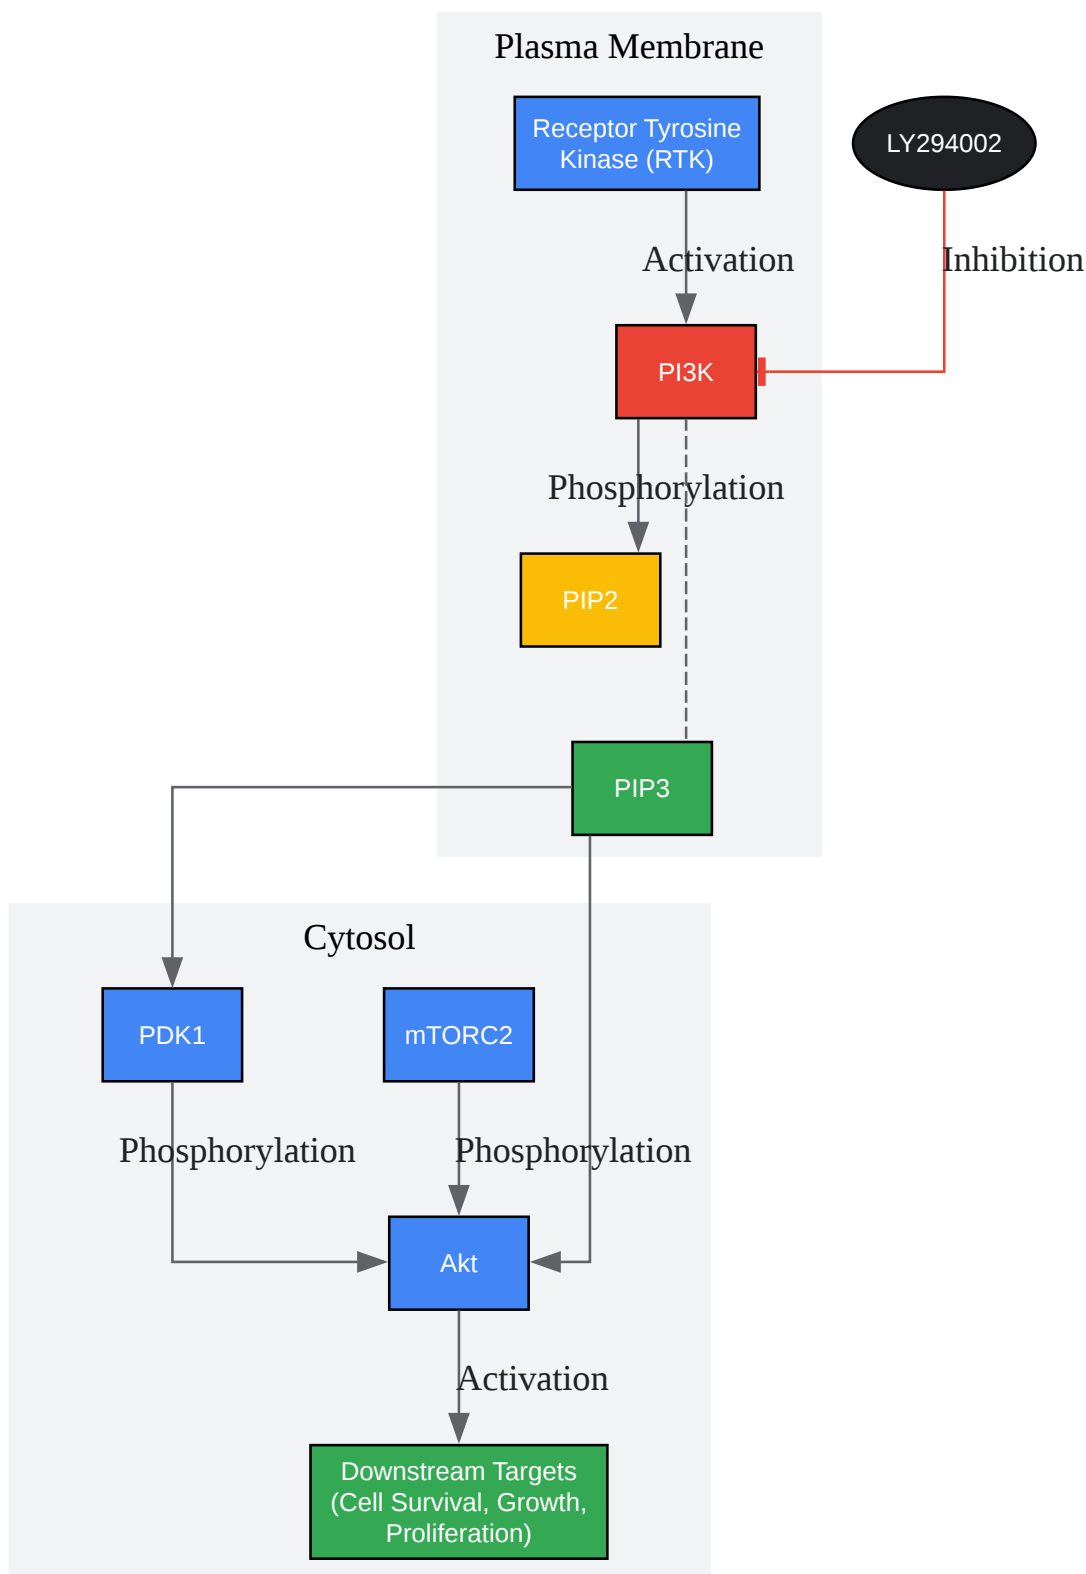 Plasma Membrane
Receptor Tyrosine
Kinase (RTK)
LY294002
Activation
Inhibition
PI3K
Phosphorylation
PIP2
PIP3
Cytosol
PDK1
mTORC2
Phosphorylation
Phosphorylation
Akt
Activation
Downstream Targets
(Cell Survival, Growth,
Proliferation)